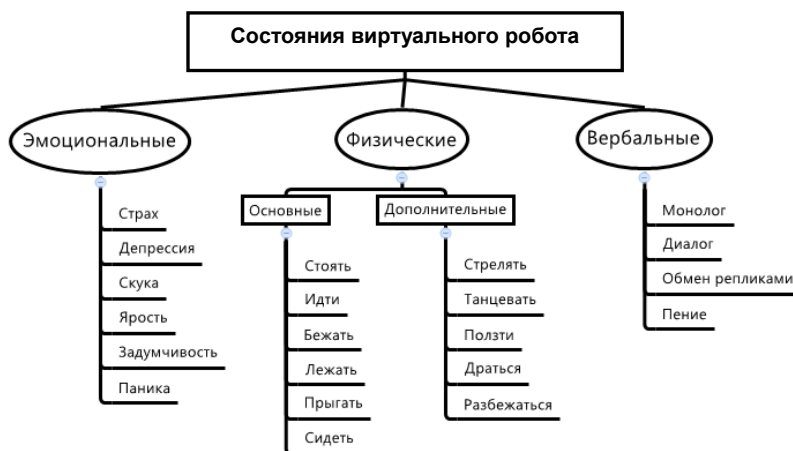 Состояния виртуального робота
Эмоциональные
Физические
Вербальные
Страх
Депрессия
Скука
Ярость
Задумчивость
Паника
Основные
Дополнительные
Стоять
Идти
Бежать
Лежать
Прыгать
Сидеть
Стрелять
Танцевать
Ползти
Драться
Разбежаться
Монолог
Диалог
Обмен репликами
Пение